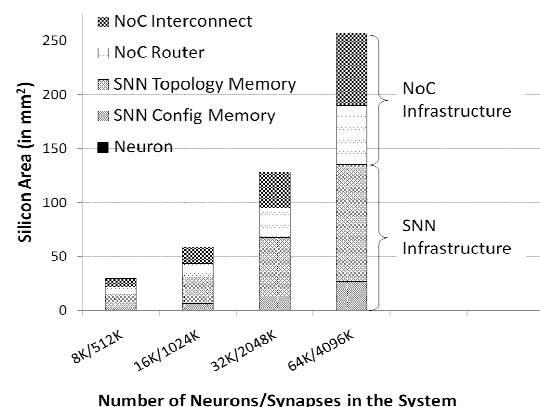 NoC Interconnect
NoC Router
SNN Topology Memory
SNN Config Memory
Neuron
Silicon Area (in mm²)
250
200
150
100
50
0
NoC
Infrastructure
SNN
Infrastructure
8K/512K
16K/1024K
32K/2048K
64K/4096K
Number of Neurons/Synapses in the System